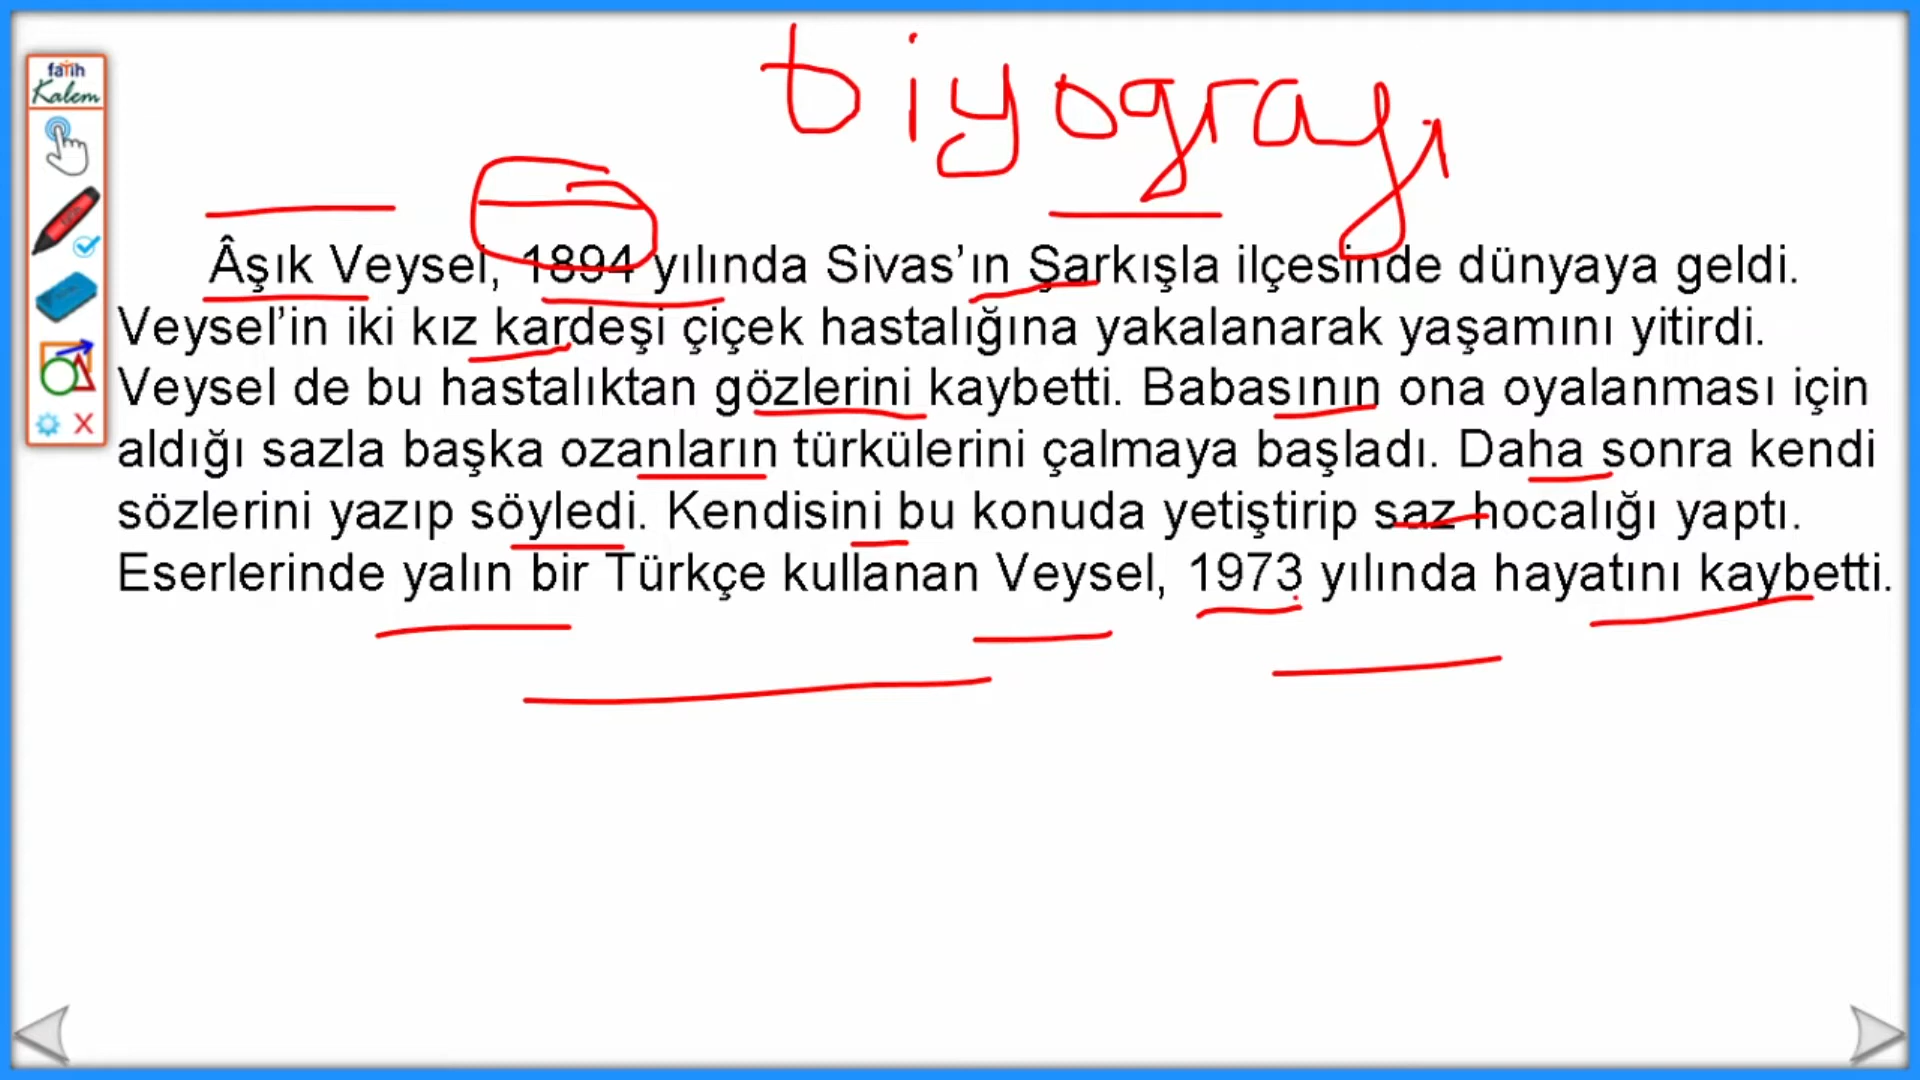 fatih
Kalem
biyografi
Âşık Veysel, 1894 yılında Sivas’ın Şarkışla ilçesinde dünyaya geldi.
Veysel’in iki kız kardeşi çiçek hastalığına yakalanarak yaşamını yitirdi.
Veysel de bu hastalıktan gözlerini kaybetti. Babasının ona oyalanması için
aldığı sazla başka ozanların türkülerini çalmaya başladı. Daha sonra kendi
sözlerini yazıp söyledi. Kendisini bu konuda yetiştirip saz hocalığı yaptı.
Eserlerinde yalın bir Türkçe kullanan Veysel, 1973 yılında hayatını kaybetti.